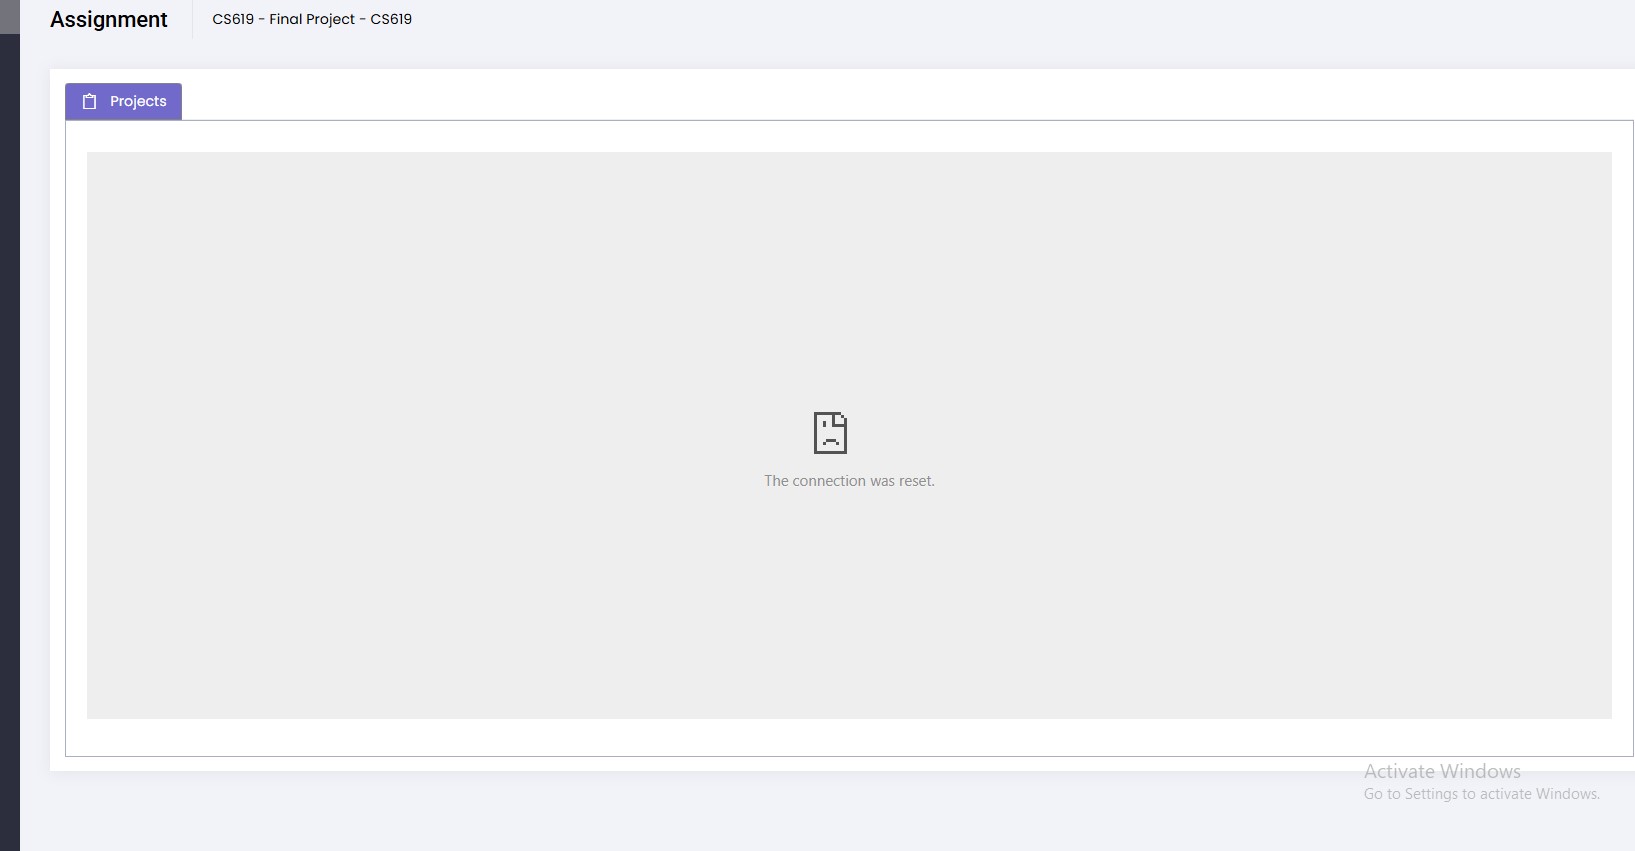 Assignment
CS619 - Final Project - CS619
Projects
The connection was reset.
Activate Windows
Go to Settings to activate Windows.